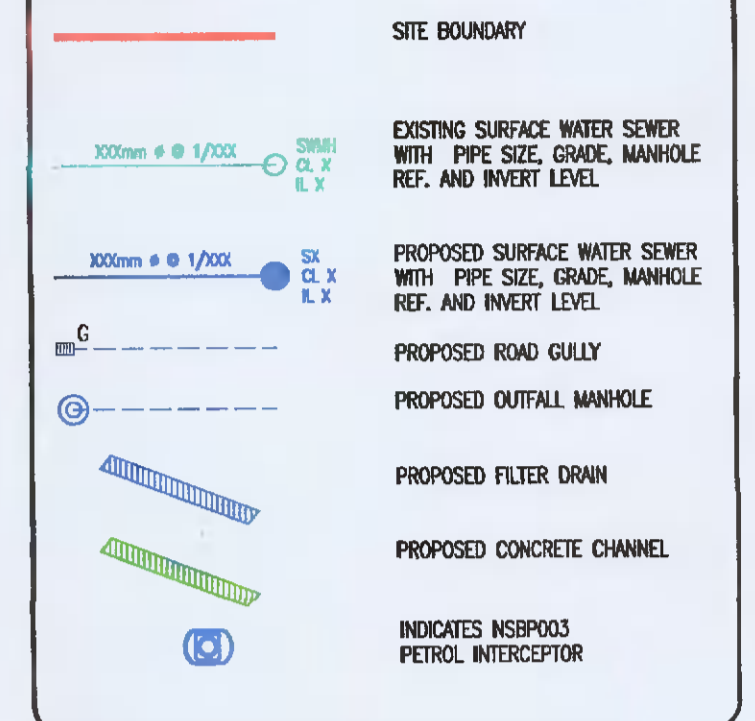 SITE BOUNDARY
XXXmm ø @ 1/XXX
SWMH
CL X
IL X
EXISTING SURFACE WATER SEWER
WITH PIPE SIZE, GRADE, MANHOLE
REF. AND INVERT LEVEL
XXXmm ø @ 1/XXX
SX
CL X
IL X
PROPOSED SURFACE WATER SEWER
WITH PIPE SIZE, GRADE, MANHOLE
REF. AND INVERT LEVEL
G
PROPOSED ROAD GULLY
PROPOSED OUTFALL MANHOLE
PROPOSED FILTER DRAIN
PROPOSED CONCRETE CHANNEL
INDICATES NSBP003
PETROL INTERCEPTOR